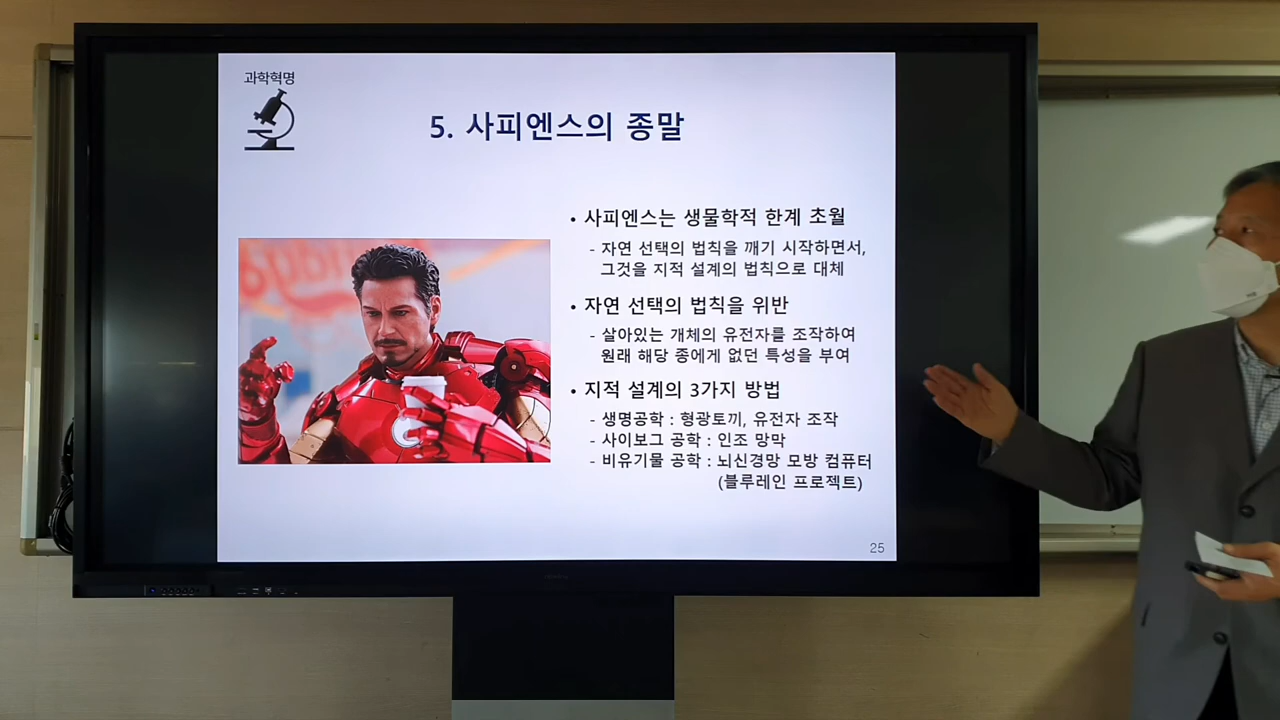 과학혁명
5. 사피엔스의 종말
• 사피엔스는 생물학적 한계 초월
- 자연 선택의 법칙을 깨기 시작하면서,
그것을 지적 설계의 법칙으로 대체
• 자연 선택의 법칙을 위반
- 살아있는 개체의 유전자를 조작하여
원래 해당 종에게 없던 특성을 부여
• 지적 설계의 3가지 방법
- 생명공학 : 형광토끼, 유전자 조작
- 사이보그 공학 : 인조 망막
- 비유기물 공학 : 뇌신경망 모방 컴퓨터
(블루레인 프로젝트)
25